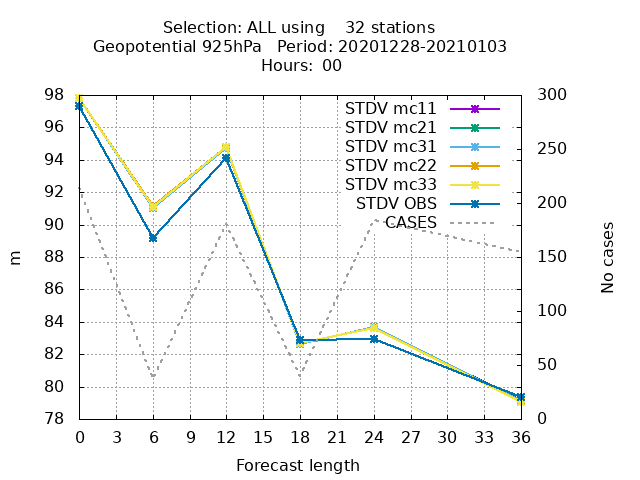 Selection: ALL using    32 stations
Geopotential 925hPa   Period: 20201228-20210103
Hours: 00
98
96
94
92
90
88
86
84
82
80
78
m
STDV mc11
STDV mc21
STDV mc31
STDV mc22
STDV mc33
STDV OBS
CASES
300
250
200
150
100
50
0
No cases
0 3 6 9 12 15 18 21 24 27 30 33 36
Forecast length